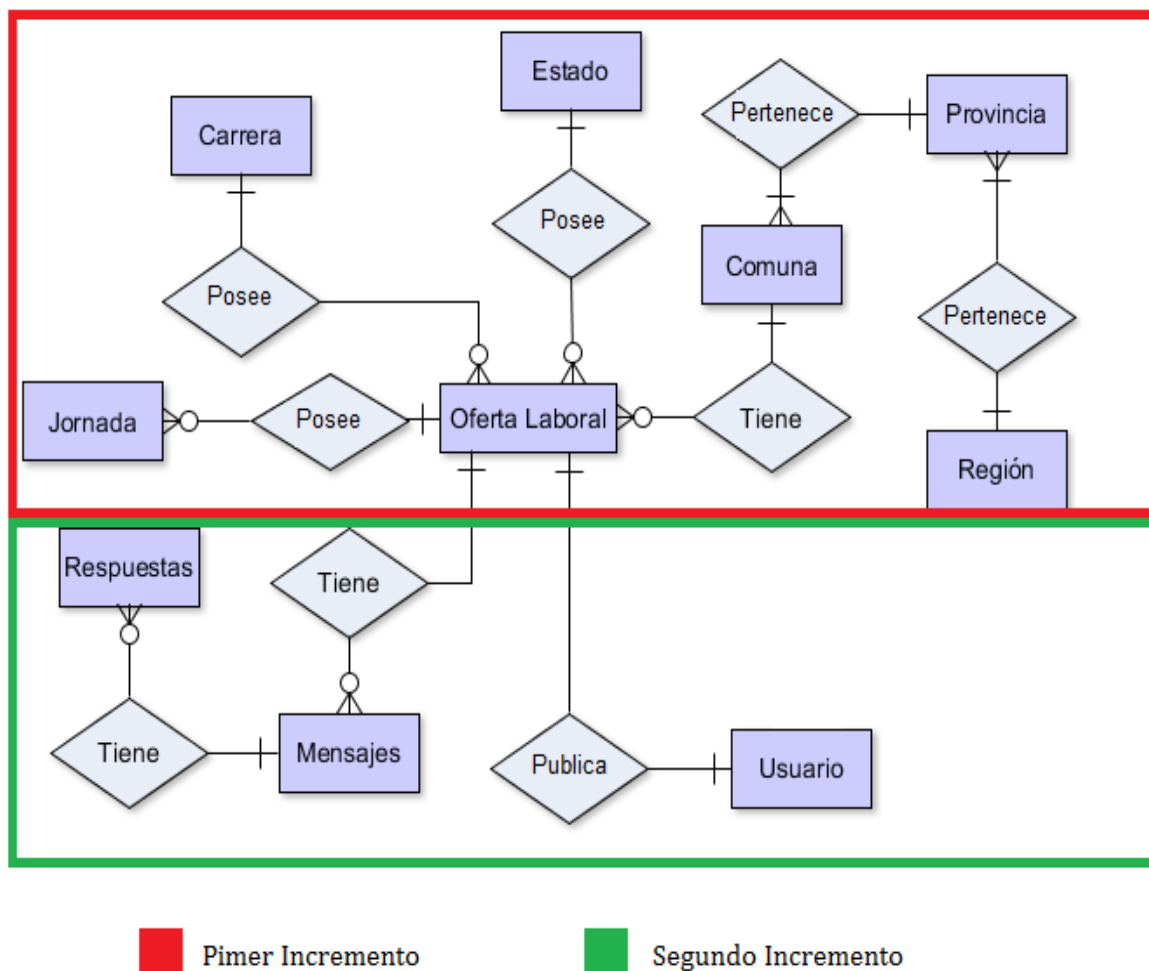 Estado
Pertenece
Provincia
Carrera
Posee
Comuna
Posee
Pertenece
Jornada
Posee
Oferta Laboral
Tiene
Región
Respuestas
Tiene
Tiene
Mensajes
Publica
Usuario
Pimer Incremento
Segundo Incremento